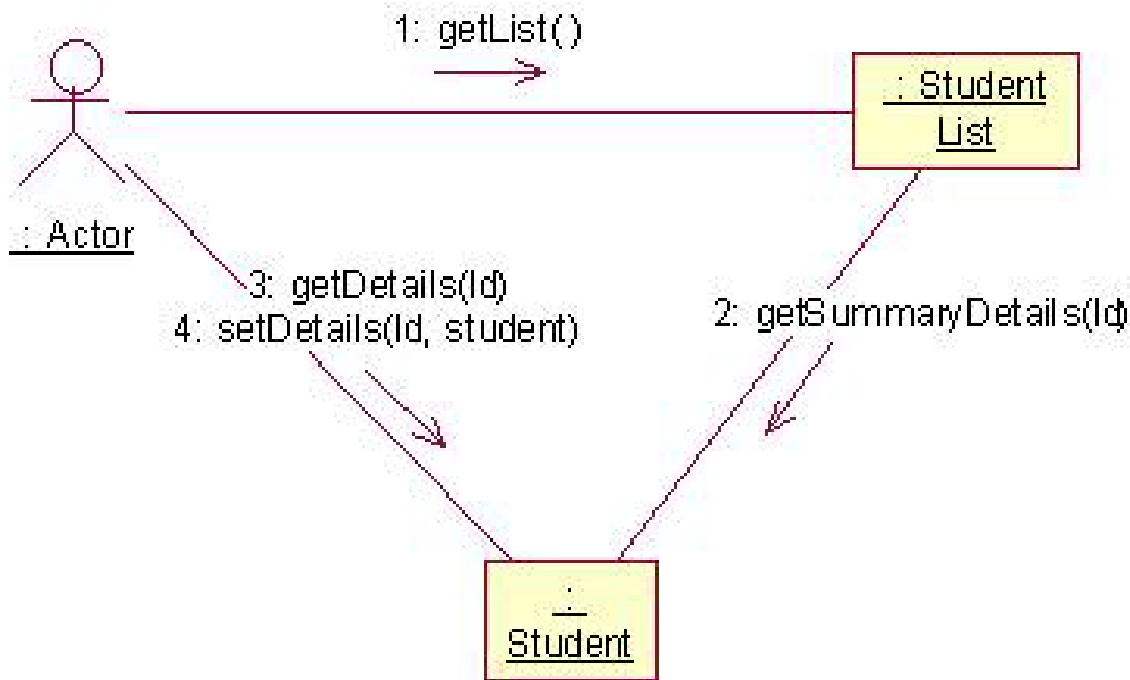 1: getList()
: Student
List
: Actor
3: getDetails(Id)
4: setDetails(Id, student)
2: getSummaryDetails(Id)
:
Student